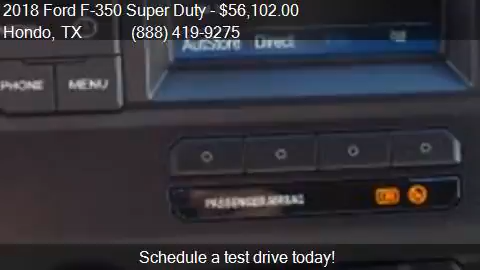 2018 Ford F-350 Super Duty - $56,102.00
Hondo, TX (888) 419-9275
AutoStore Direct
PHONE MENU
PASSENGER AIRBAG
Schedule a test drive today!